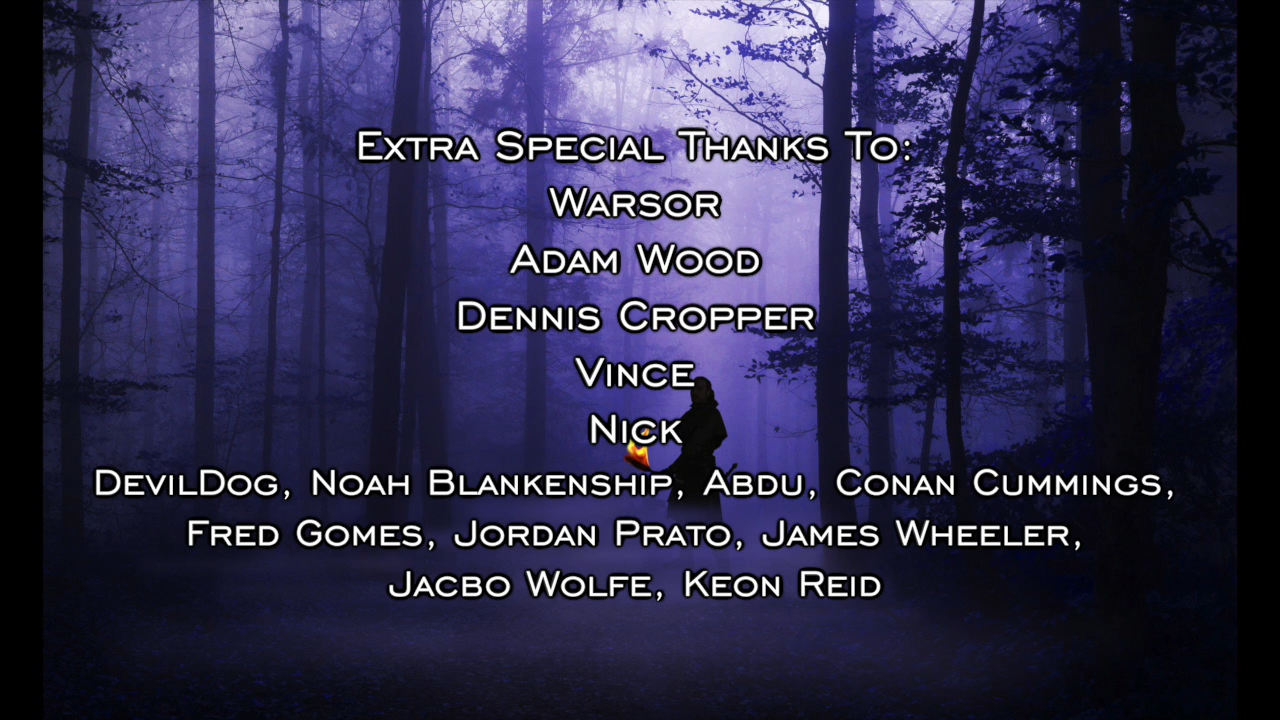 Extra Special Thanks To:
Warsor
Adam Wood
Dennis Cropper
Vince
Nick
DevilDog, Noah Blankenship, Abdu, Conan Cummings,
Fred Gomes, Jordan Prato, James Wheeler,
Jacbo Wolfe, Keon Reid